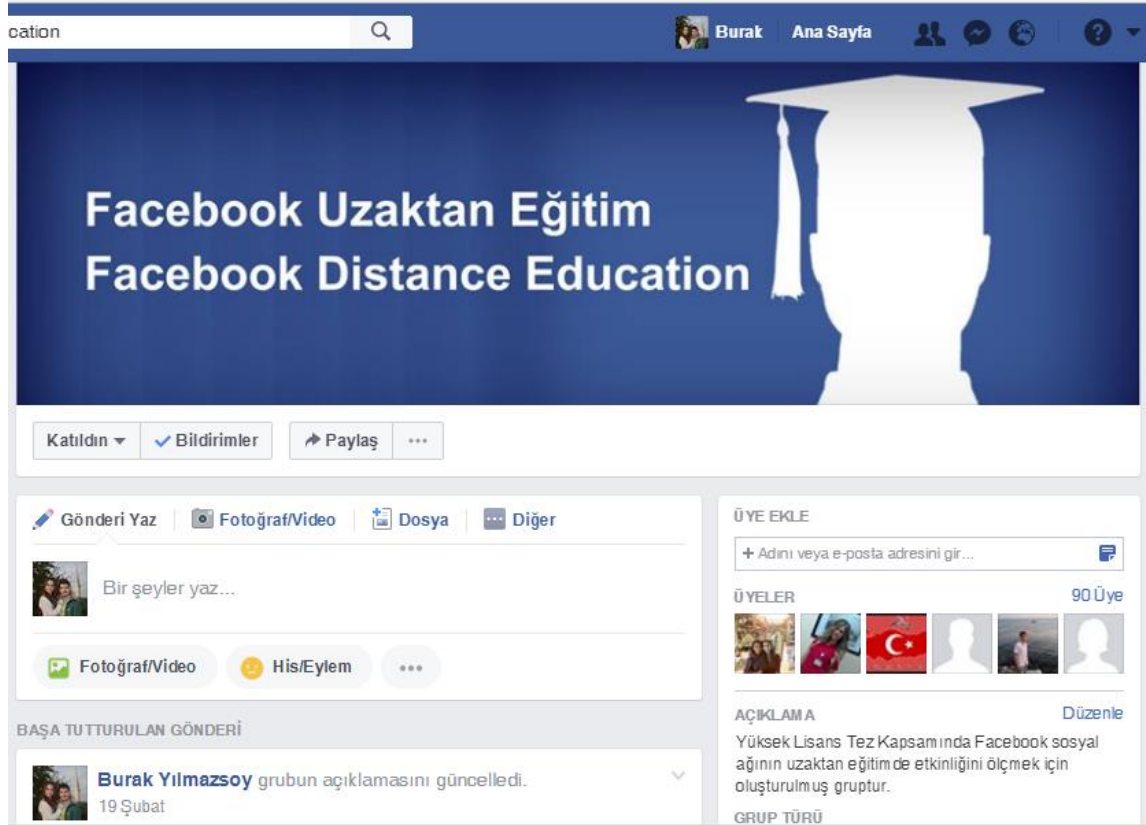 cation
Burak Ana Sayfa
Facebook Uzaktan Eğitim
Facebook Distance Education
Katıldın Bildirimler Paylaş
Gönderi Yaz Fotoğraf/Video Dosya Diğer
Bir şeyler yaz...
Fotoğraf/Video His/Eylem
BAŞA TUTTURULAN GÖNDERİ
Burak Yılmazsoy grubun açıklamasını güncelledi.
19 Şubat
ÜYE EKLE
+ Adını veya e-posta adresini gir...
ÜYELER 90 Üye
AÇIKLAMA Düzenle
Yüksek Lisans Tez Kapsamında Facebook sosyal
ağının uzaktan eğitimde etkinliğini ölçmek için
oluşturulmuş gruptur.
GRUP TÜRÜ